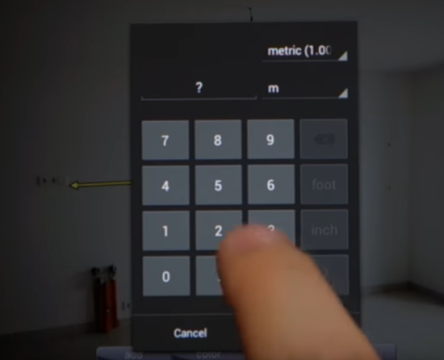 metric (1.00
? m
7 8 9
4 5 6 foot
1 2 inch
0
Cancel